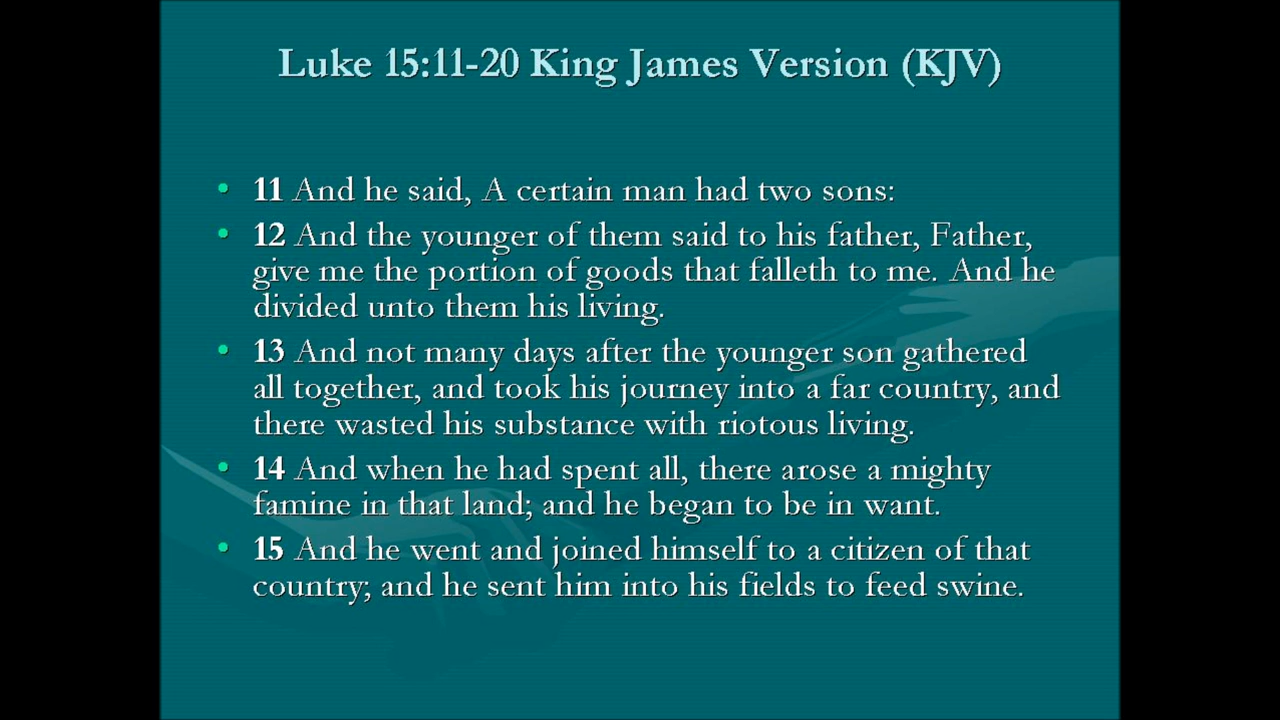 Luke 15:11-20 King James Version (KJV)
• 11 And he said, A certain man had two sons:
• 12 And the younger of them said to his father, Father,
give me the portion of goods that falleth to me. And he
divided unto them his living.
• 13 And not many days after the younger son gathered
all together, and took his journey into a far country, and
there wasted his substance with riotous living.
• 14 And when he had spent all, there arose a mighty
famine in that land; and he began to be in want.
• 15 And he went and joined himself to a citizen of that
country; and he sent him into his fields to feed swine.